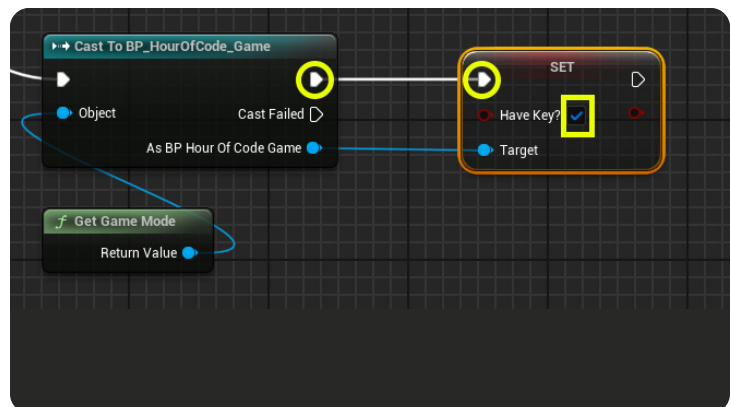 Cast To BP_HourOfCode_Game
SET
Object
Cast Failed
Have Key?
As BP Hour Of Code Game
Target
f Get Game Mode
Return Value